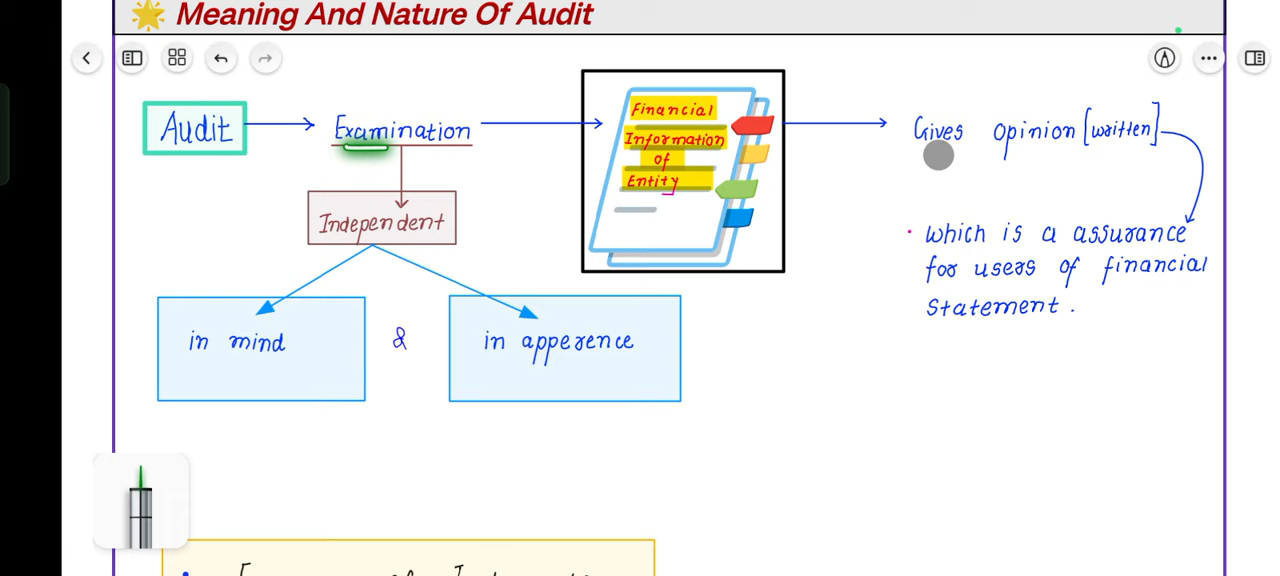 Meaning And Nature Of Audit
Audit
Examination
Financial
Information
of
Entity
Gives opinion [written]
Independent
which is a assurance
for users of financial
statement.
in mind
&
in apperence